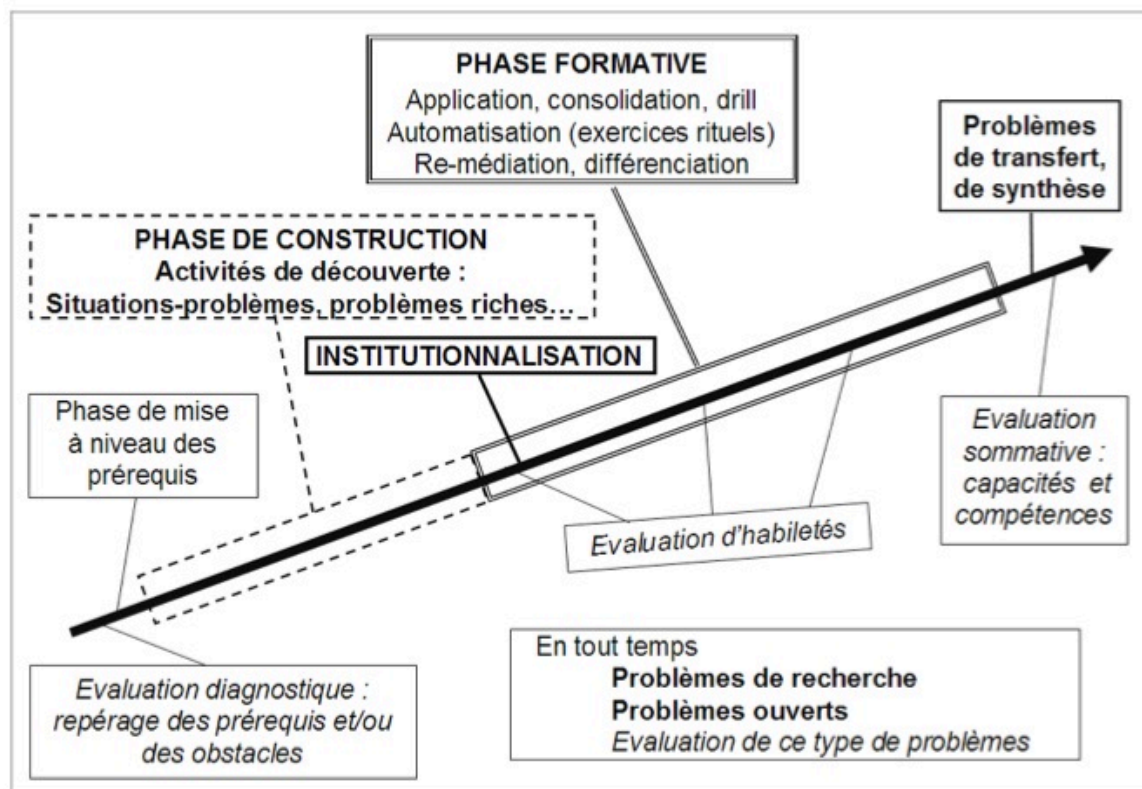 PHASE FORMATIVE
Application, consolidation, drill
Automatisation (exercices rituels)
Re-médiation, différenciation
Problèmes
de transfert,
de synthèse
PHASE DE CONSTRUCTION
Activités de découverte :
Situations-problèmes, problèmes riches…
INSTITUTIONNALISATION
Phase de mise
à niveau des
prérequis
Evaluation d'habiletés
Evaluation
sommative :
capacités et
compétences
Evaluation diagnostique :
repérage des prérequis et/ou
des obstacles
En tout temps
Problèmes de recherche
Problèmes ouverts
Evaluation de ce type de problèmes